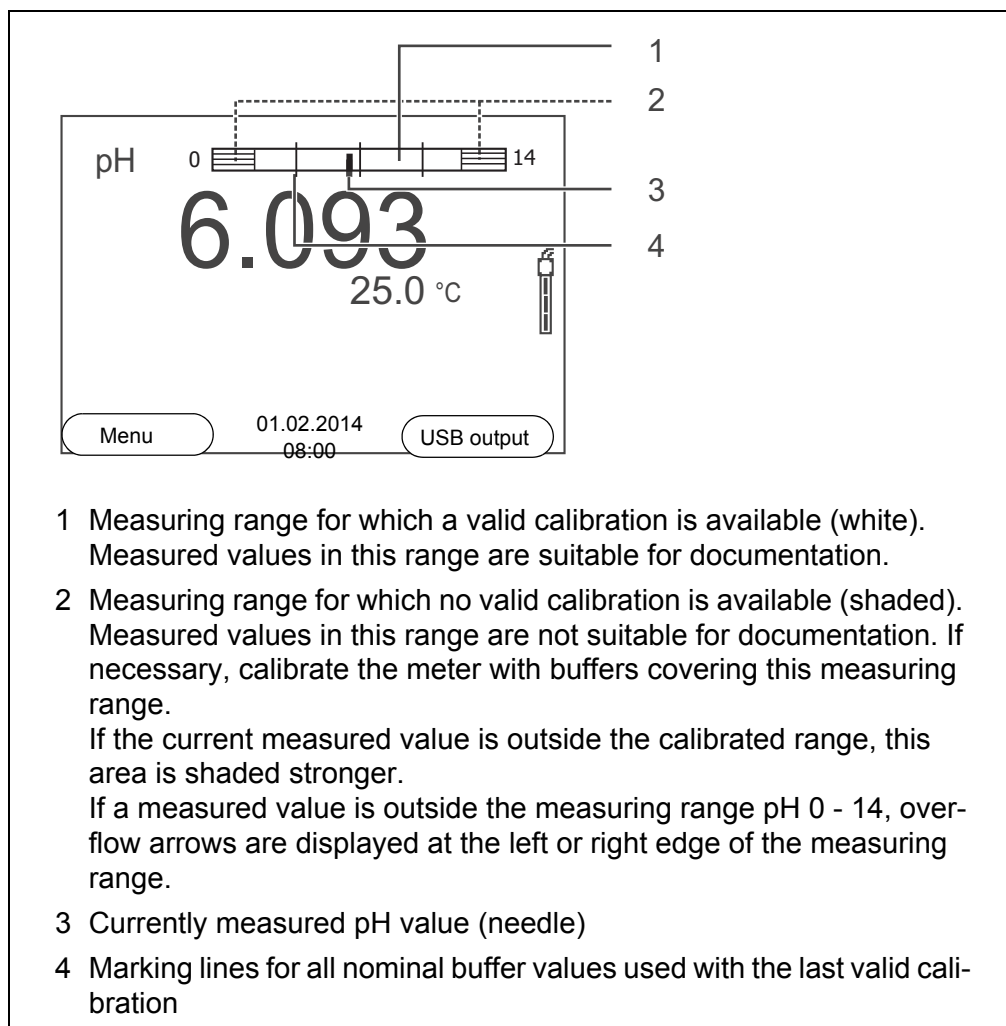 1
2
pH 0 14
3
6.093
4
25.0 °C
Menu
01.02.2014
08:00
USB output
1 Measuring range for which a valid calibration is available (white).
Measured values in this range are suitable for documentation.
2 Measuring range for which no valid calibration is available (shaded).
Measured values in this range are not suitable for documentation. If
necessary, calibrate the meter with buffers covering this measuring
range.
If the current measured value is outside the calibrated range, this
area is shaded stronger.
If a measured value is outside the measuring range pH 0 - 14, over-
flow arrows are displayed at the left or right edge of the measuring
range.
3 Currently measured pH value (needle)
4 Marking lines for all nominal buffer values used with the last valid cali-
bration